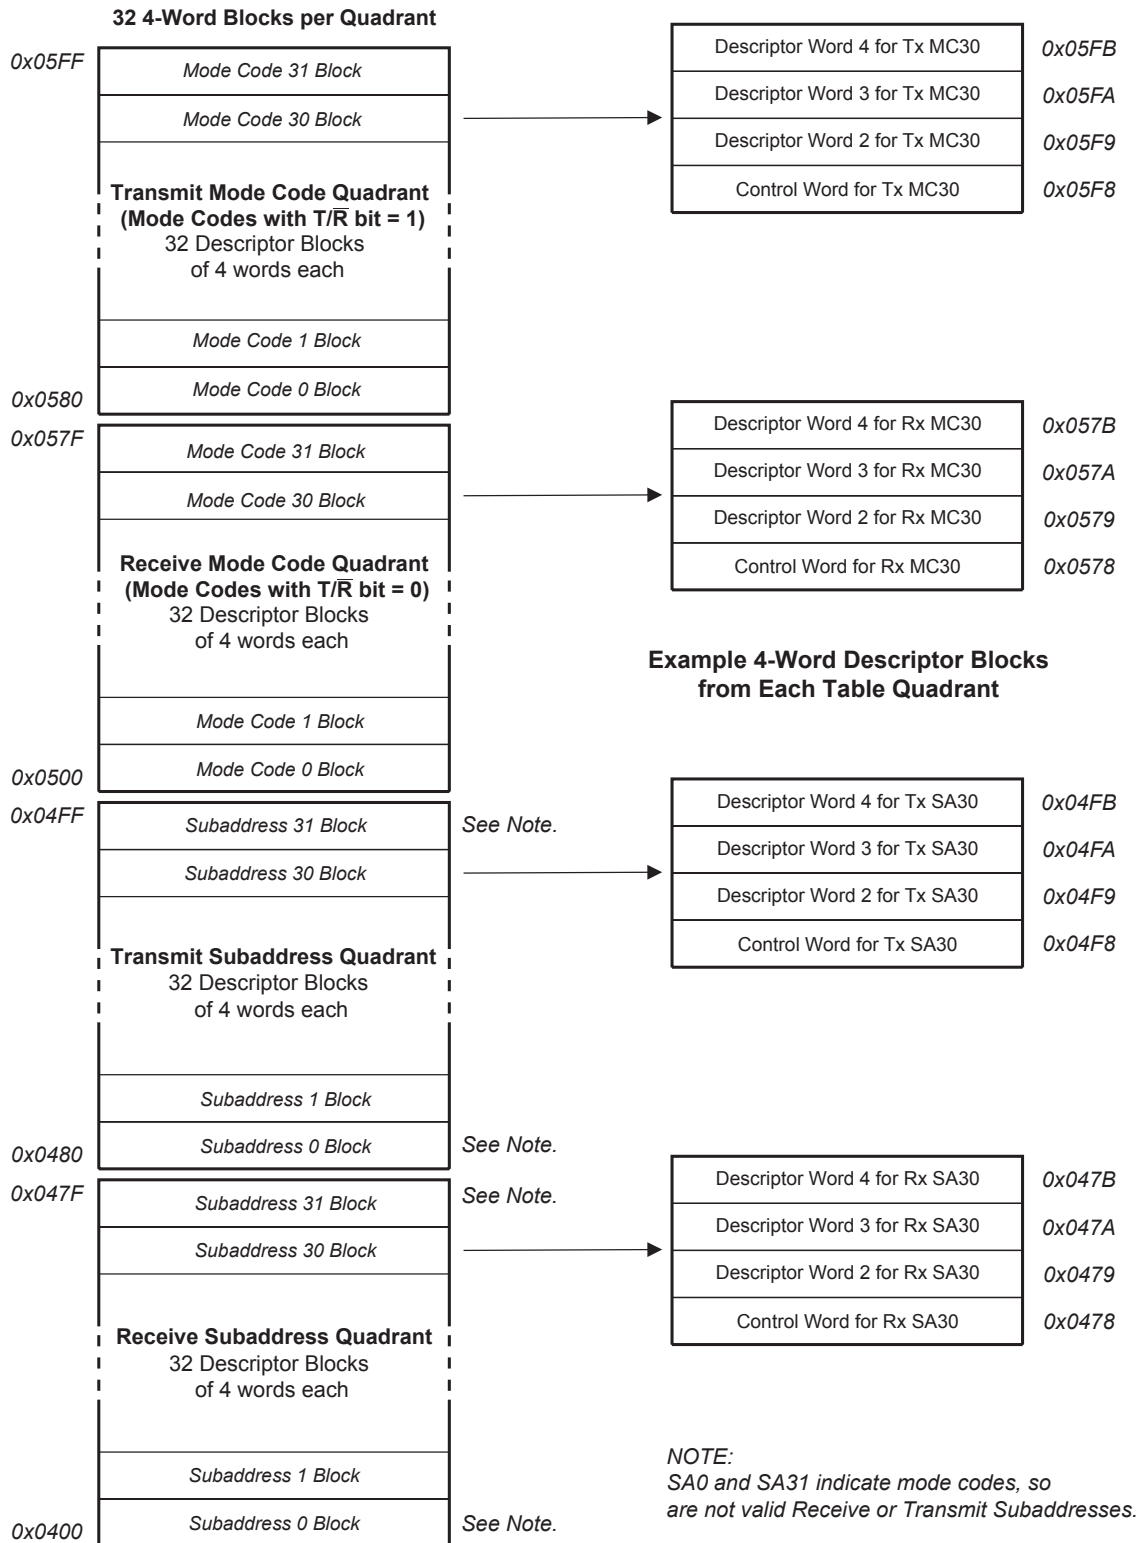 32 4-Word Blocks per Quadrant
0x05FF
Mode Code 31 Block
Mode Code 30 Block
Transmit Mode Code Quadrant
(Mode Codes with T/R̅ bit = 1)
32 Descriptor Blocks
of 4 words each
Mode Code 1 Block
Mode Code 0 Block
0x0580
Descriptor Word 4 for Tx MC30 0x05FB
Descriptor Word 3 for Tx MC30 0x05FA
Descriptor Word 2 for Tx MC30 0x05F9
Control Word for Tx MC30 0x05F8
0x057F
Mode Code 31 Block
Mode Code 30 Block
Receive Mode Code Quadrant
(Mode Codes with T/R̅ bit = 0)
32 Descriptor Blocks
of 4 words each
Mode Code 1 Block
Mode Code 0 Block
0x0500
Descriptor Word 4 for Rx MC30 0x057B
Descriptor Word 3 for Rx MC30 0x057A
Descriptor Word 2 for Rx MC30 0x0579
Control Word for Rx MC30 0x0578
Example 4-Word Descriptor Blocks
from Each Table Quadrant
0x04FF
Subaddress 31 Block See Note.
Subaddress 30 Block
Transmit Subaddress Quadrant
32 Descriptor Blocks
of 4 words each
Subaddress 1 Block
Subaddress 0 Block See Note.
0x0480
Descriptor Word 4 for Tx SA30 0x04FB
Descriptor Word 3 for Tx SA30 0x04FA
Descriptor Word 2 for Tx SA30 0x04F9
Control Word for Tx SA30 0x04F8
0x047F
Subaddress 31 Block See Note.
Subaddress 30 Block
Receive Subaddress Quadrant
32 Descriptor Blocks
of 4 words each
Subaddress 1 Block
Subaddress 0 Block See Note.
0x0400
Descriptor Word 4 for Rx SA30 0x047B
Descriptor Word 3 for Rx SA30 0x047A
Descriptor Word 2 for Rx SA30 0x0479
Control Word for Rx SA30 0x0478
NOTE:
SA0 and SA31 indicate mode codes, so
are not valid Receive or Transmit Subaddresses.